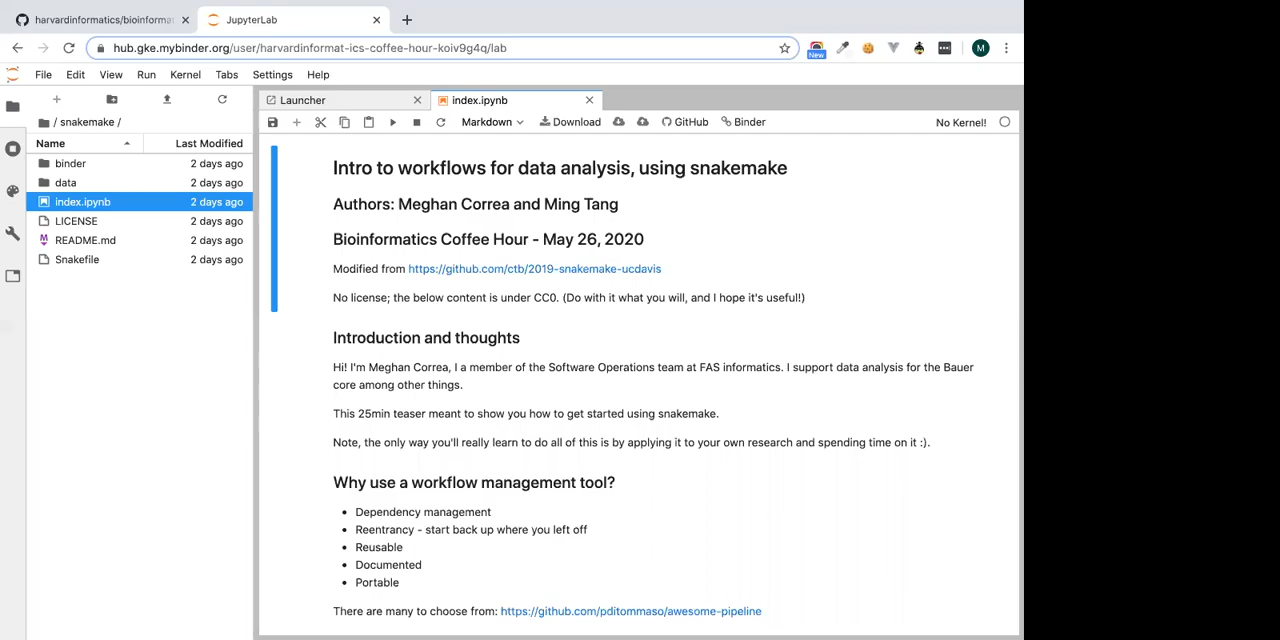 harvardinformatics/bioinforma
JupyterLab
hub.gke.mybinder.org/user/harvardinformat-ics-coffee-hour-koiv9g4q/lab
New
M
File Edit View Run Kernel Tabs Settings Help
Launcher
index.ipynb
/ snakemake /
Markdown Download GitHub Binder No Kernel!
Name Last Modified
binder 2 days ago
data 2 days ago
index.ipynb 2 days ago
LICENSE 2 days ago
README.md 2 days ago
Snakefile 2 days ago
Intro to workflows for data analysis, using snakemake
Authors: Meghan Correa and Ming Tang
Bioinformatics Coffee Hour - May 26, 2020
Modified from https://github.com/ctb/2019-snakemake-ucdavis
No license; the below content is under CC0. (Do with it what you will, and I hope it's useful!)
Introduction and thoughts
Hi! I'm Meghan Correa, I a member of the Software Operations team at FAS informatics. I support data analysis for the Bauer
core among other things.
This 25min teaser meant to show you how to get started using snakemake.
Note, the only way you'll really learn to do all of this is by applying it to your own research and spending time on it :).
Why use a workflow management tool?
• Dependency management
• Reentrancy - start back up where you left off
• Reusable
• Documented
• Portable
There are many to choose from: https://github.com/pditommaso/awesome-pipeline